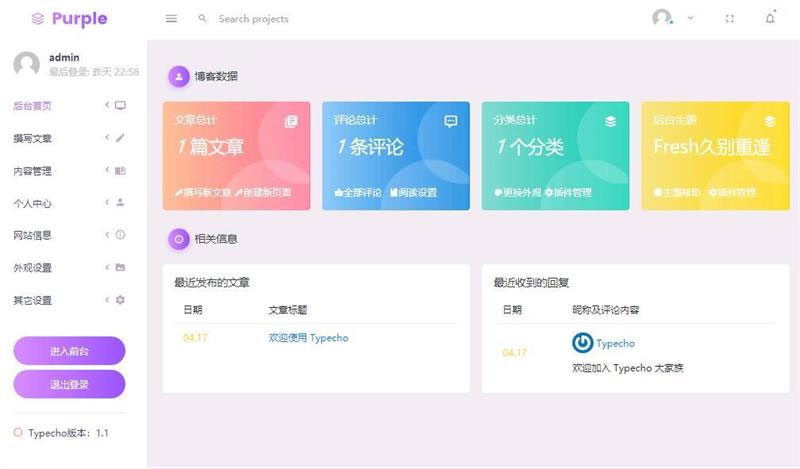 Purple
Search projects
admin
最后登录: 昨天 22:58
后台首页
撰写文章
内容管理
个人中心
网站信息
外观设置
其它设置
进入前台
退出登录
Typecho版本：1.1
博客数据
文章总计
1 篇文章
撰写新文章 创建新页面
评论总计
1 条评论
全部评论 阅读设置
分类总计
1 个分类
更换外观 插件管理
后台主题
Fresh久别重逢
主题帮助 插件管理
相关信息
最近发布的文章
日期 文章标题
04.17 欢迎使用 Typecho
最近收到的回复
日期 昵称及评论内容
04.17 Typecho
欢迎加入 Typecho 大家族